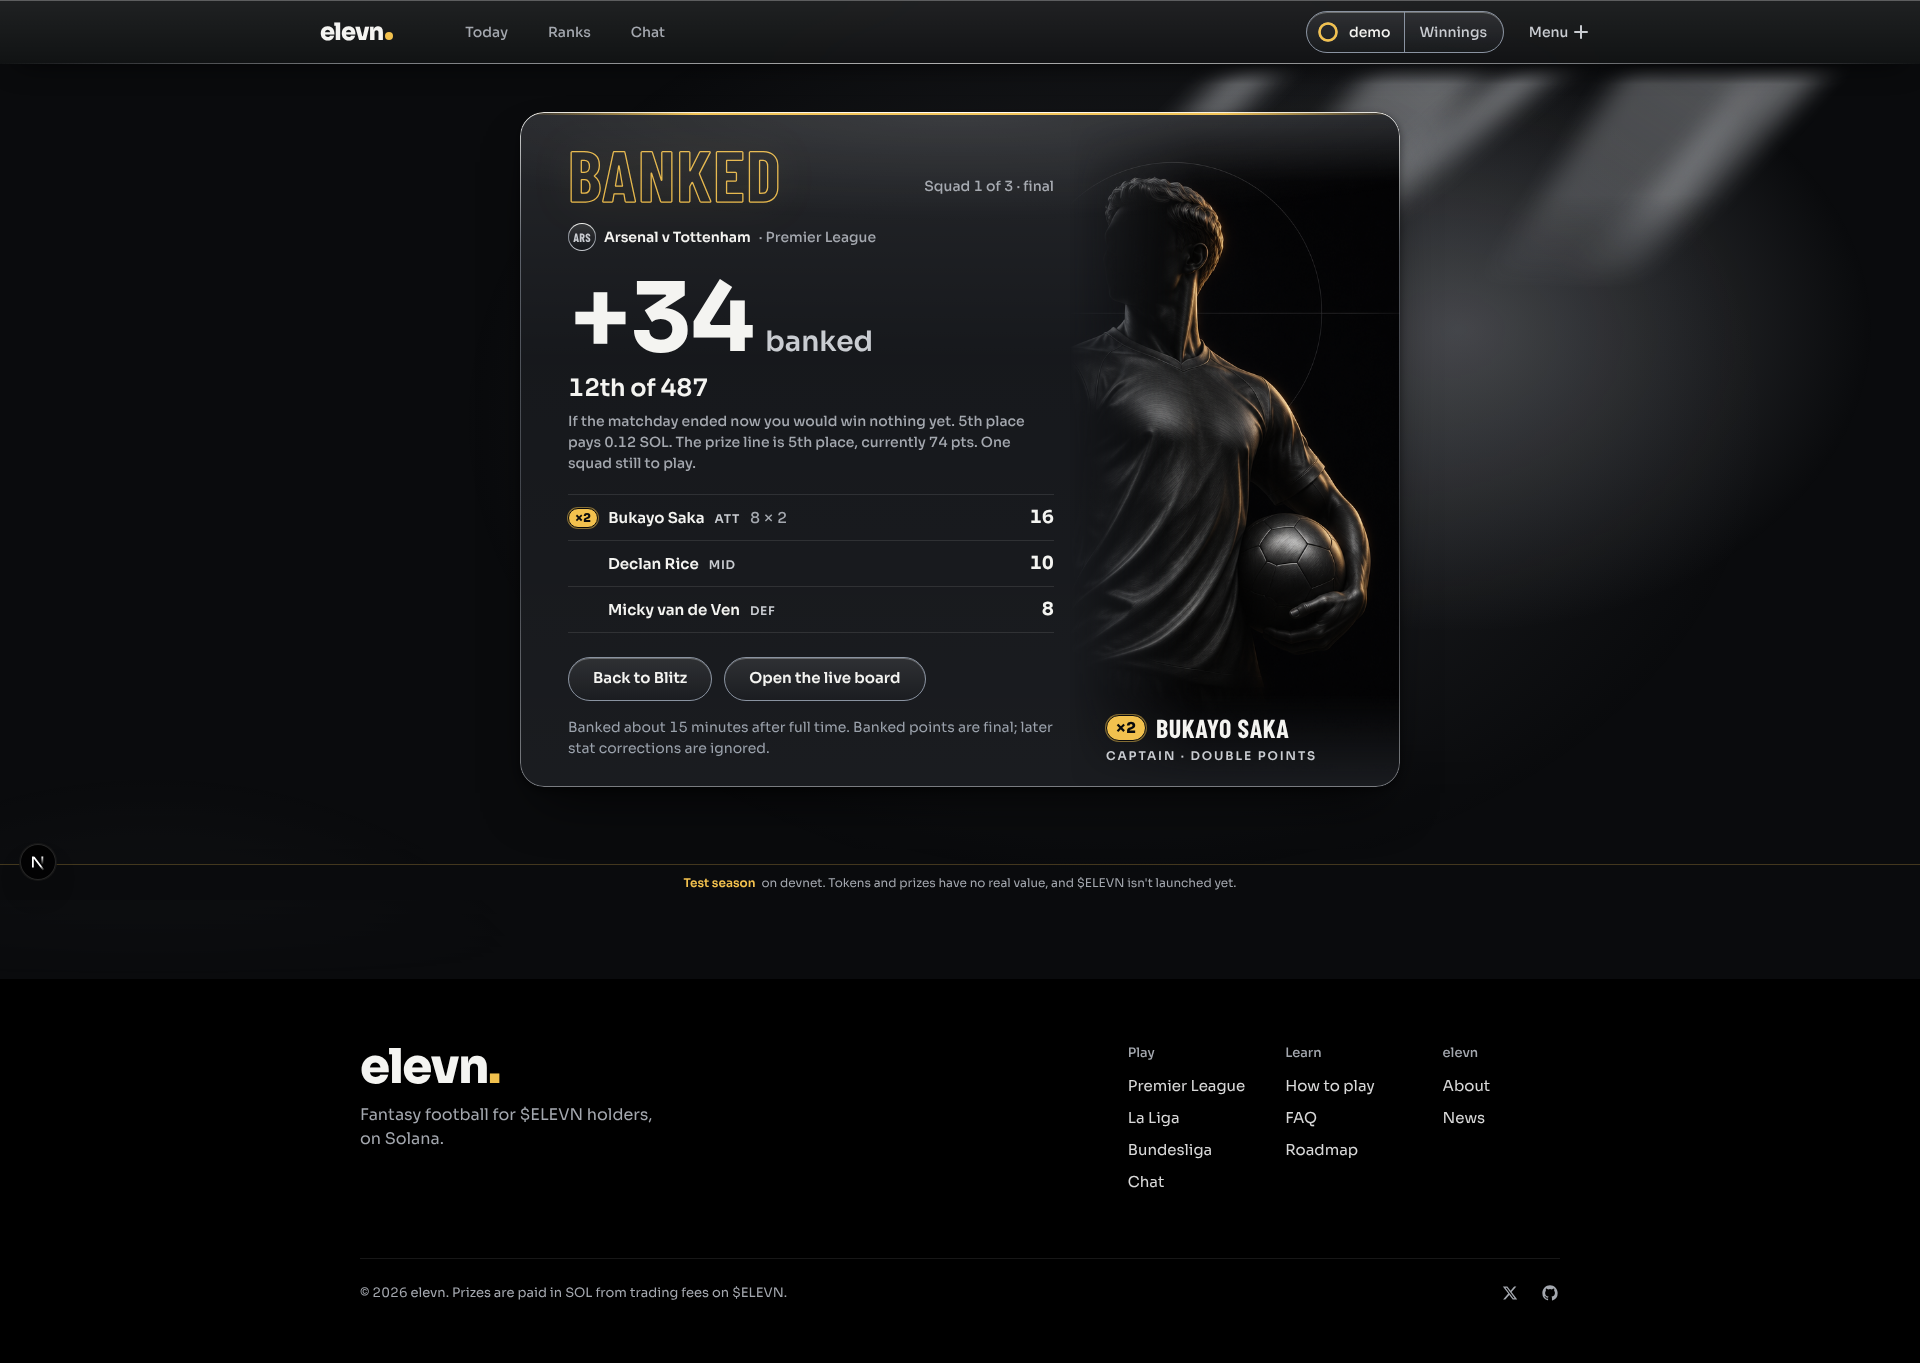 elevn.
Today
Ranks
Chat
demo
Winnings
Menu
BANKED
Squad 1 of 3 · final
ARS
Arsenal v Tottenham · Premier League
+34 banked
12th of 487
If the matchday ended now you would win nothing yet. 5th place
pays 0.12 SOL. The prize line is 5th place, currently 74 pts. One
squad still to play.
×2 Bukayo Saka ATT 8 × 2 16
Declan Rice MID 10
Micky van de Ven DEF 8
Back to Blitz
Open the live board
Banked about 15 minutes after full time. Banked points are final; later
stat corrections are ignored.
×2 BUKAYO SAKA
CAPTAIN · DOUBLE POINTS
N
Test season on devnet. Tokens and prizes have no real value, and $ELEVN isn't launched yet.
elevn.
Fantasy football for $ELEVN holders,
on Solana.
Play
Premier League
La Liga
Bundesliga
Chat
Learn
How to play
FAQ
Roadmap
elevn
About
News
© 2026 elevn. Prizes are paid in SOL from trading fees on $ELEVN.